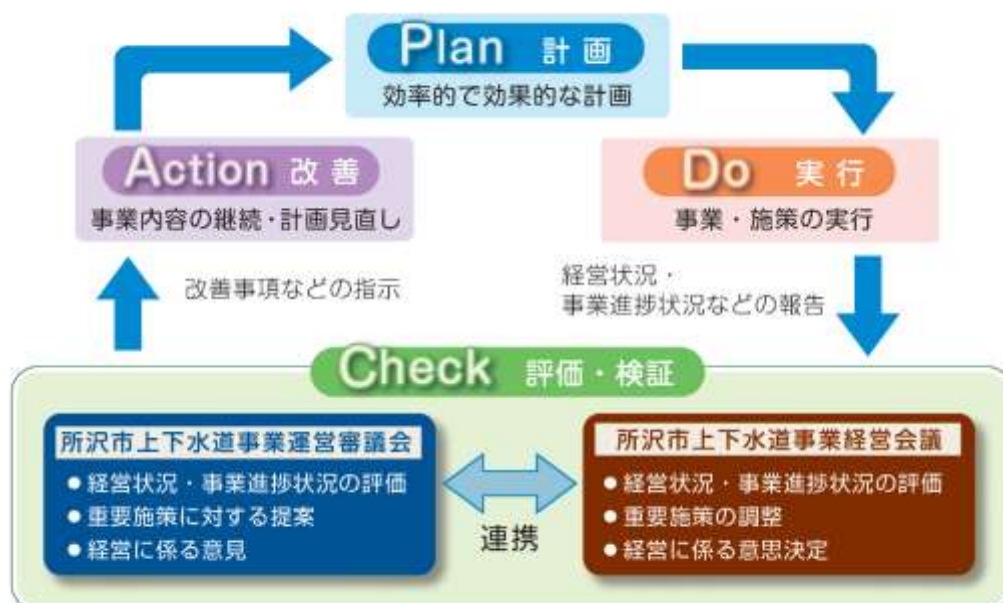 Plan 計画
効率的で効果的な計画
Action 改善
事業内容の継続・計画見直し
Do 実行
事業・施策の実行
改善事項などの指示
経営状況・
事業進捗状況などの報告
Check 評価・検証
所沢市上下水道事業運営審議会
●経営状況・事業進捗状況の評価
●重要施策に対する提案
●経営に係る意見
連携
所沢市上下水道事業経営会議
●経営状況・事業進捗状況の評価
●重要施策の調整
●経営に係る意思決定